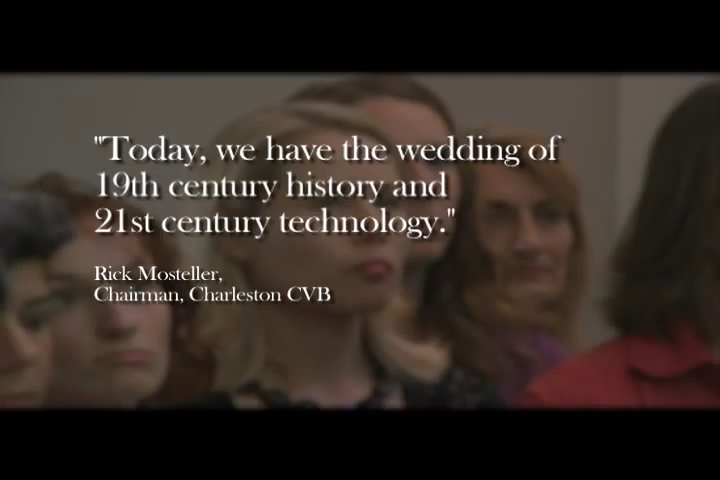 "Today, we have the wedding of
19th century history and
21st century technology."
Rick Mosteller,
Chairman, Charleston CVB